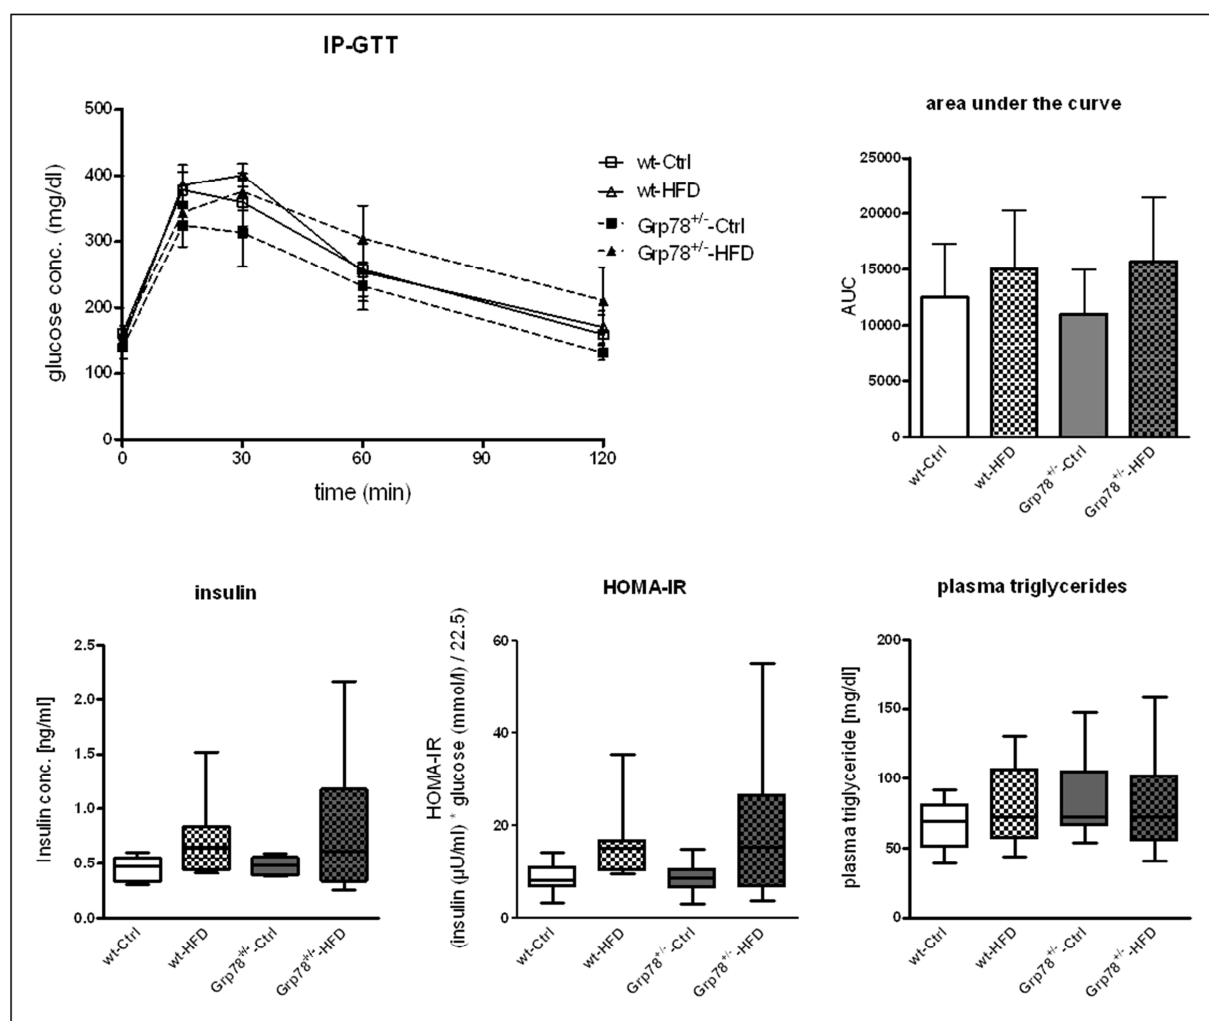 IP-GTT
500
400
300
200
100
0
glucose conc. (mg/dl)
0 30 60 90 120
time (min)
wt-Ctrl
wt-HFD
Grp78+/--Ctrl
Grp78+/--HFD
area under the curve
25000
20000
15000
10000
5000
0
AUC
wt-Ctrl
wt-HFD
Grp78+/--Ctrl
Grp78+/--HFD
insulin
2.5
2.0
1.5
1.0
0.5
0.0
Insulin conc. [ng/ml]
wt-Ctrl
wt-HFD
Grp78+/--Ctrl
Grp78+/--HFD
HOMA-IR
60
40
20
0
HOMA-IR
(insulin (µU/ml) * glucose (mmol/l) / 22.5)
wt-Ctrl
wt-HFD
Grp78+/--Ctrl
Grp78+/--HFD
plasma triglycerides
200
150
100
50
0
plasma triglyceride [mg/dl]
wt-Ctrl
wt-HFD
Grp78+/--Ctrl
Grp78+/--HFD